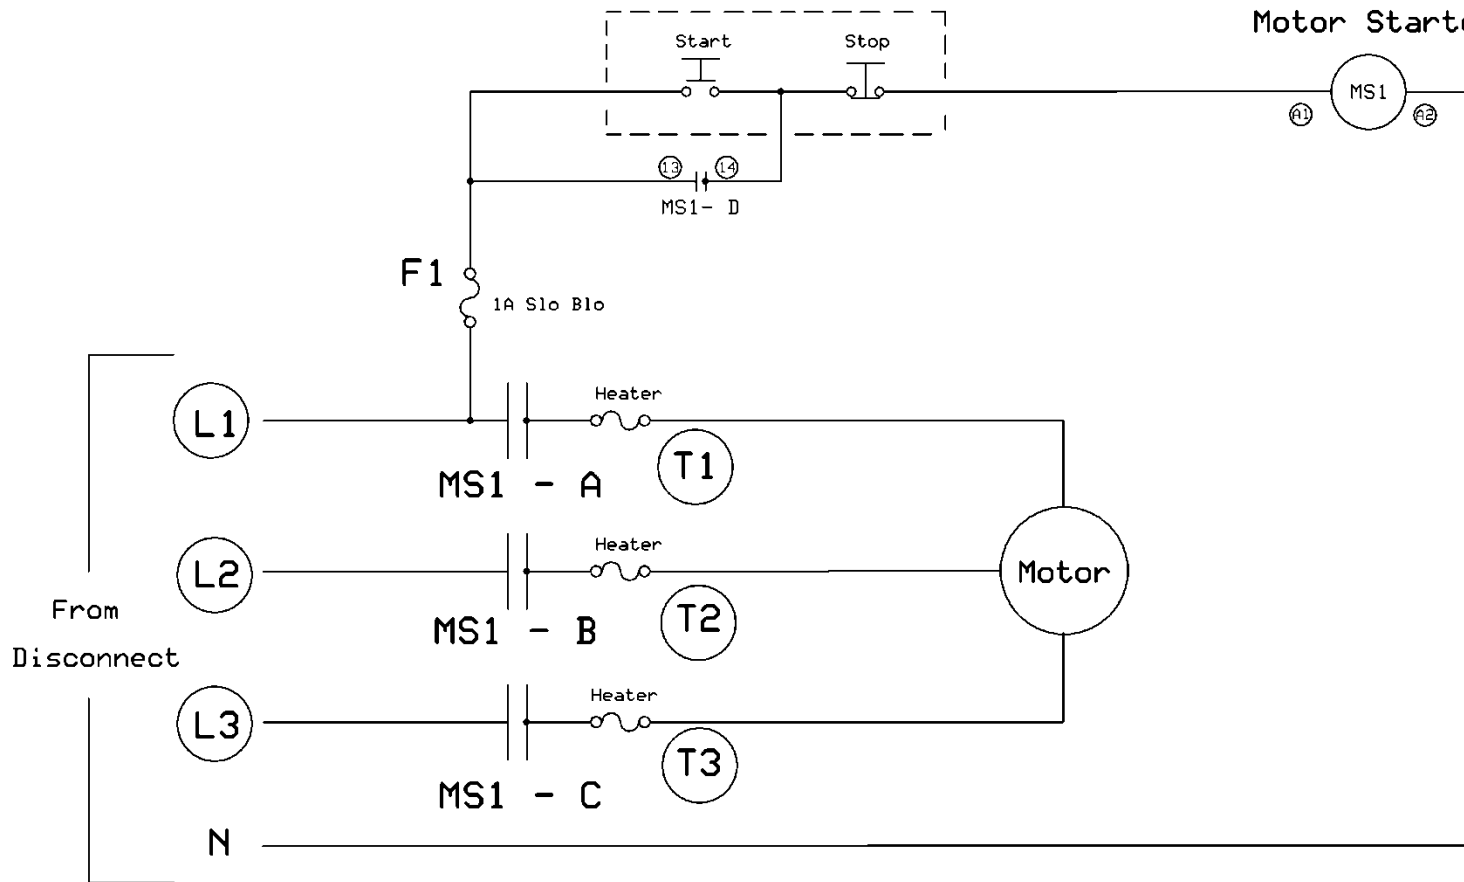 Motor Starte
Start
Stop
MS1
A1
A2
13
14
MS1- D
F1
1A Slo Blo
L1
Heater
T1
MS1 - A
L2
Heater
T2
MS1 - B
Motor
From
Disconnect
L3
Heater
T3
MS1 - C
N